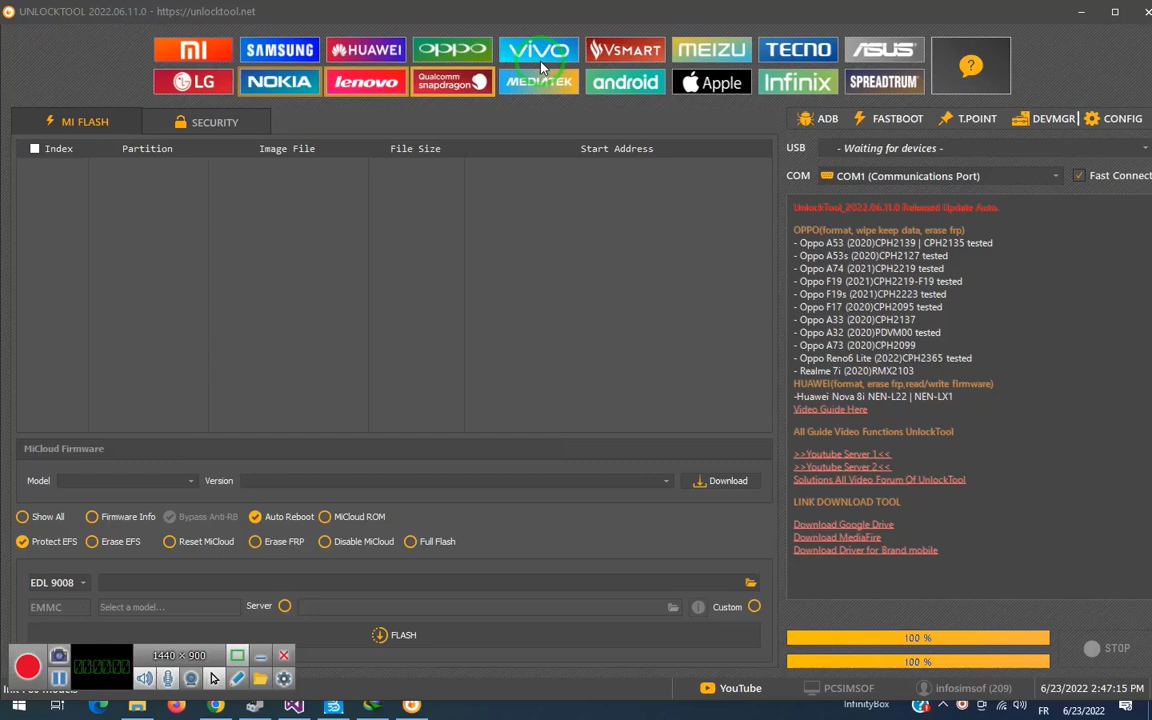 UNLOCKTOOL 2022.06.11.0 - https://unlocktool.net
MI SAMSUNG HUAWEI oppo vivo VSMART MEIZU TECNO ASUS ?
LG NOKIA lenovo Qualcomm snapdragon MEDIATEK android Apple Infinix SPREADTRUM
MI FLASH SECURITY
Index Partition Image File File Size Start Address
MiCloud Firmware
Model Version Download
Show All Firmware Info Bypass Anti-RB Auto Reboot MiCloud ROM
Protect EFS Erase EFS Reset MiCloud Erase FRP Disable MiCloud Full Flash
EDL 9008
EMMC Select a model... Server Custom
FLASH
1440 × 900
ADB FASTBOOT T.POINT DEVMGR CONFIG
USB - Waiting for devices -
COM COM1 (Communications Port) Fast Connect
UnlockTool_2022.06.11.0 Released Update Auto.
OPPO(format, wipe keep data, erase frp)
- Oppo A53 (2020)CPH2139 | CPH2135 tested
- Oppo A53s (2020)CPH2127 tested
- Oppo A74 (2021)CPH2219 tested
- Oppo F19 (2021)CPH2219-F19 tested
- Oppo F19s (2021)CPH2223 tested
- Oppo F17 (2020)CPH2095 tested
- Oppo A33 (2020)CPH2137
- Oppo A32 (2020)PDVM00 tested
- Oppo A73 (2020)CPH2099
- Oppo Reno6 Lite (2022)CPH2365 tested
- Realme 7i (2020)RMX2103
HUAWEI(format, erase frp,read/write firmware)
-Huawei Nova 8i NEN-L22 | NEN-LX1
Video Guide Here
All Guide Video Functions UnlockTool
>>Youtube Server 1<<
>>Youtube Server 2<<
Solutions All Video Forum Of UnlockTool
LINK DOWNLOAD TOOL
Download Google Drive
Download MediaFire
Download Driver for Brand mobile
100 %
100 %
STOP
YouTube PCSIMSOF infosimsof (209) 6/23/2022 2:47:15 PM
InfinityBox FR 6/23/2022